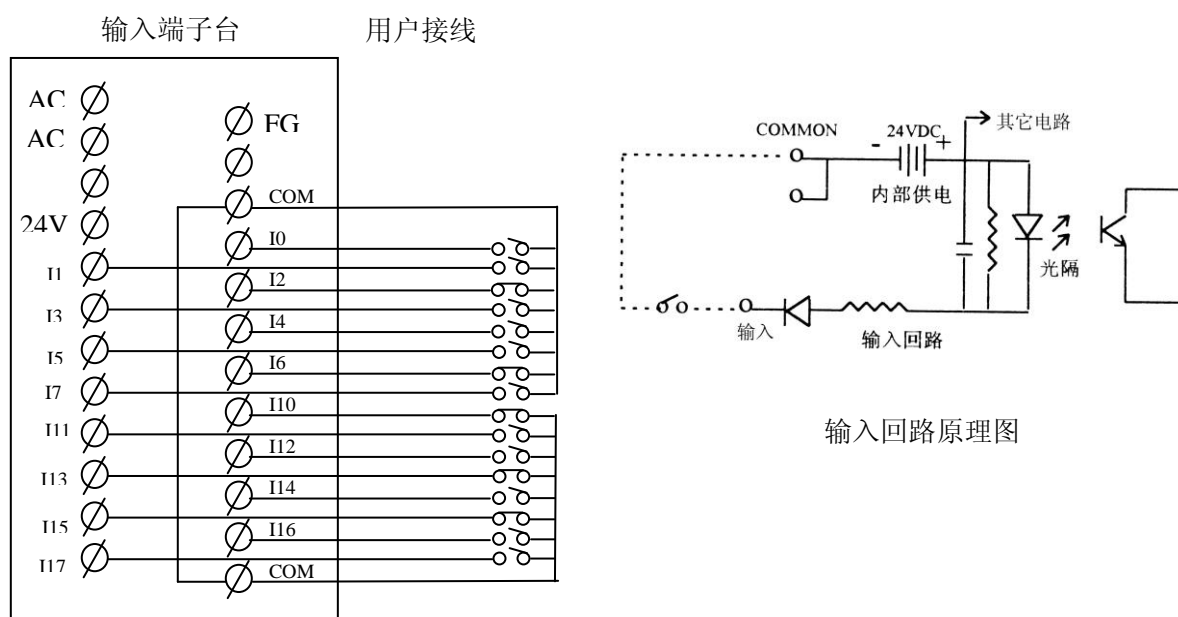 输入端子台
用户接线
AC
FG
AC
COM
24V
I0
I1
I2
I3
I4
I5
I6
I7
I10
I11
I12
I13
I14
I15
I16
I17
COM
COMMON
- 24VDC +
其它电路
内部供电
光隔
输入
输入回路
输入回路原理图